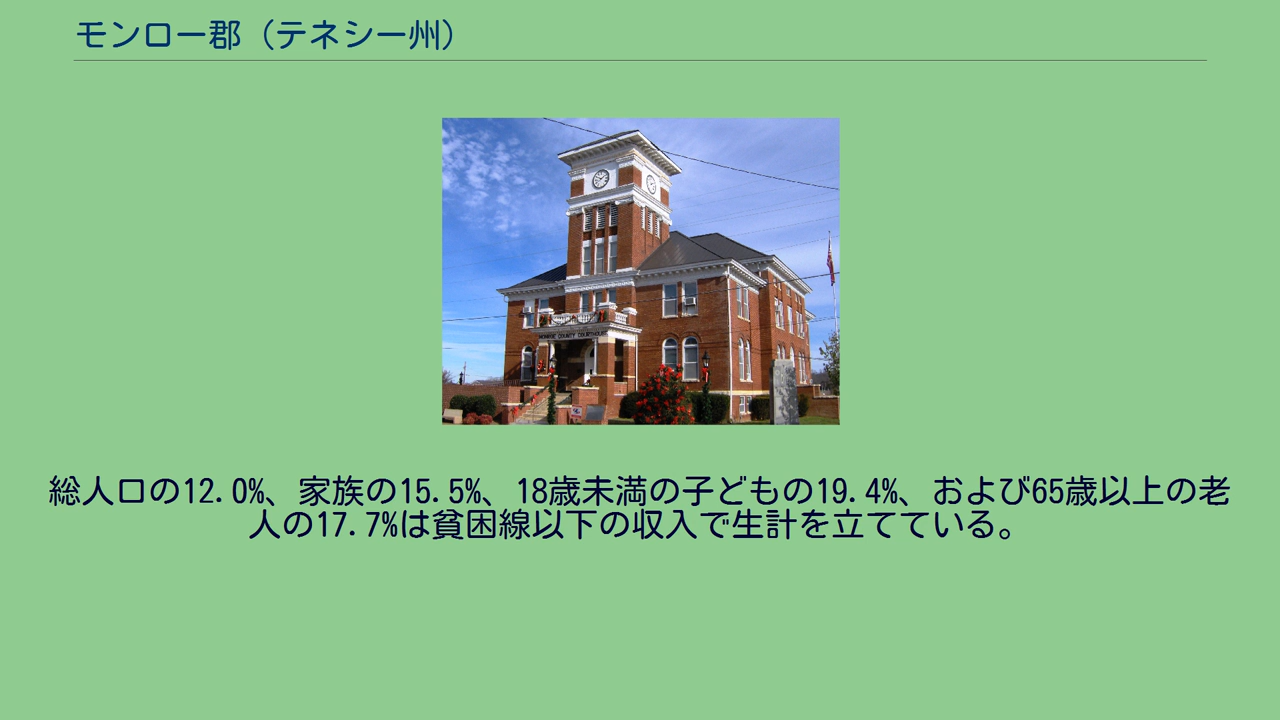 モンロー郡（テネシー州）
MONROE COUNTY COURTHOUSE
総人口の12.0%、家族の15.5%、18歳未満の子どもの19.4%、および65歳以上の老
人の17.7%は貧困線以下の収入で生計を立てている。